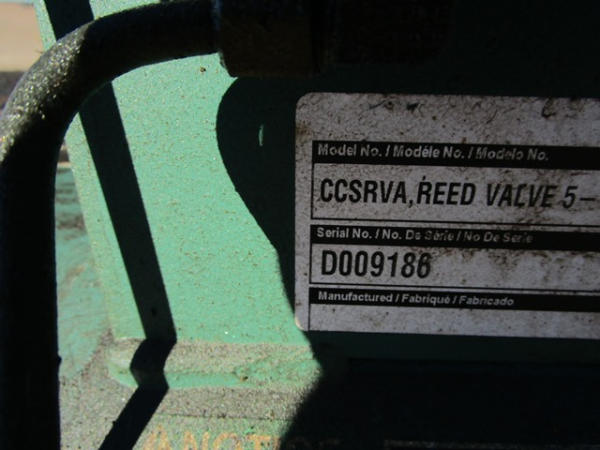 Model No. / Modèle No. / Modelo No.
CCSRVA, REED VALVE 5–
Serial No. / No. De Série / No De Serie
D009186
Manufactured / Fabriqué / Fabricado
NOTICE